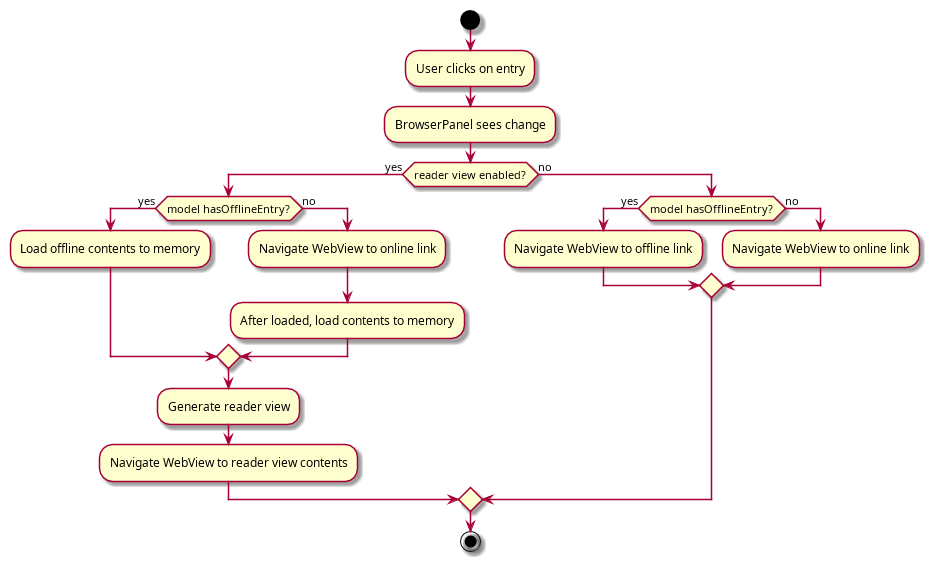 User clicks on entry
BrowserPanel sees change
yes
reader view enabled?
no
yes
model hasOfflineEntry?
no
yes
model hasOfflineEntry?
no
Load offline contents to memory
Navigate WebView to online link
Navigate WebView to offline link
Navigate WebView to online link
After loaded, load contents to memory
Generate reader view
Navigate WebView to reader view contents